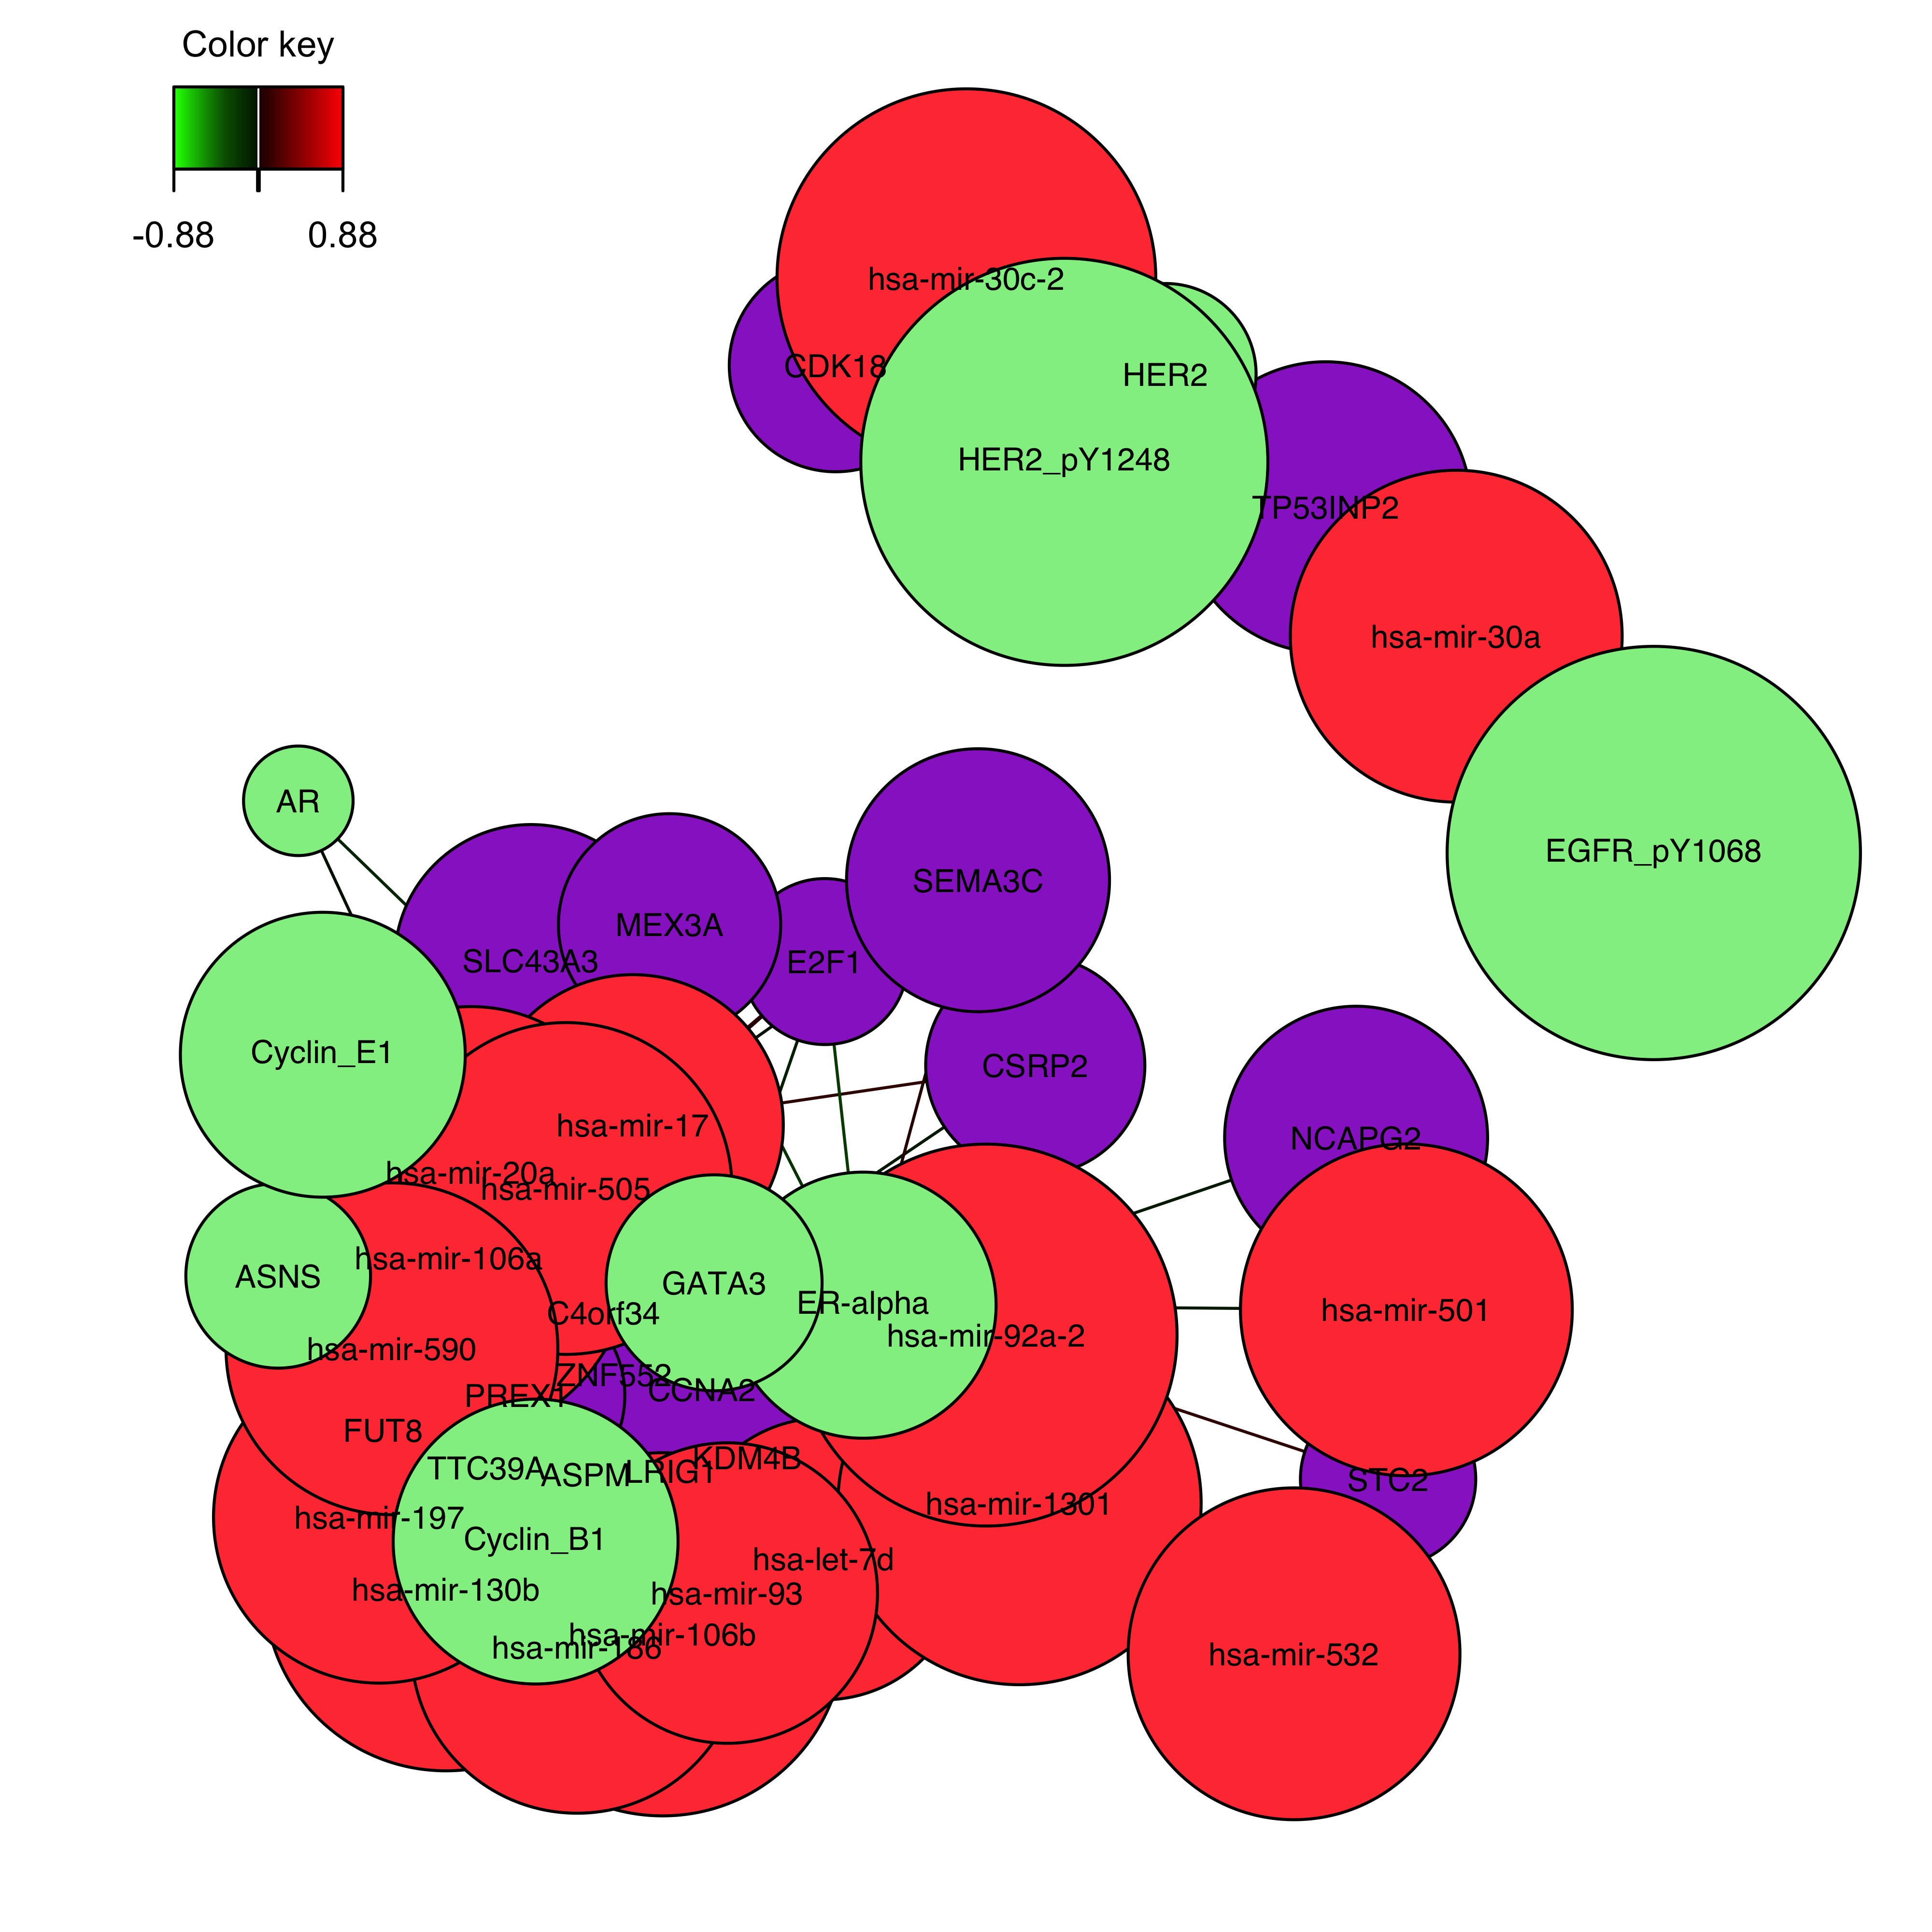 Color key
-0.88 0.88
hsa-mir-30c-2
CDK18
HER2
HER2_pY1248
TP53INP2
hsa-mir-30a
EGFR_pY1068
AR
SEMA3C
MEX3A
SLC43A3
E2F1
Cyclin_E1
CSRP2
hsa-mir-17
NCAPG2
hsa-mir-20a
hsa-mir-505
hsa-mir-106a
ASNS
GATA3
ER-alpha
C4orf34
hsa-mir-501
hsa-mir-92a-2
hsa-mir-590
ZNF552
CCNA2
PREX1
FUT8
KDM4B
TTC39A
ASPM
LRIG1
STC2
hsa-mir-1301
hsa-mir-197
Cyclin_B1
hsa-let-7d
hsa-mir-130b
hsa-mir-93
hsa-mir-106b
hsa-mir-186
hsa-mir-532